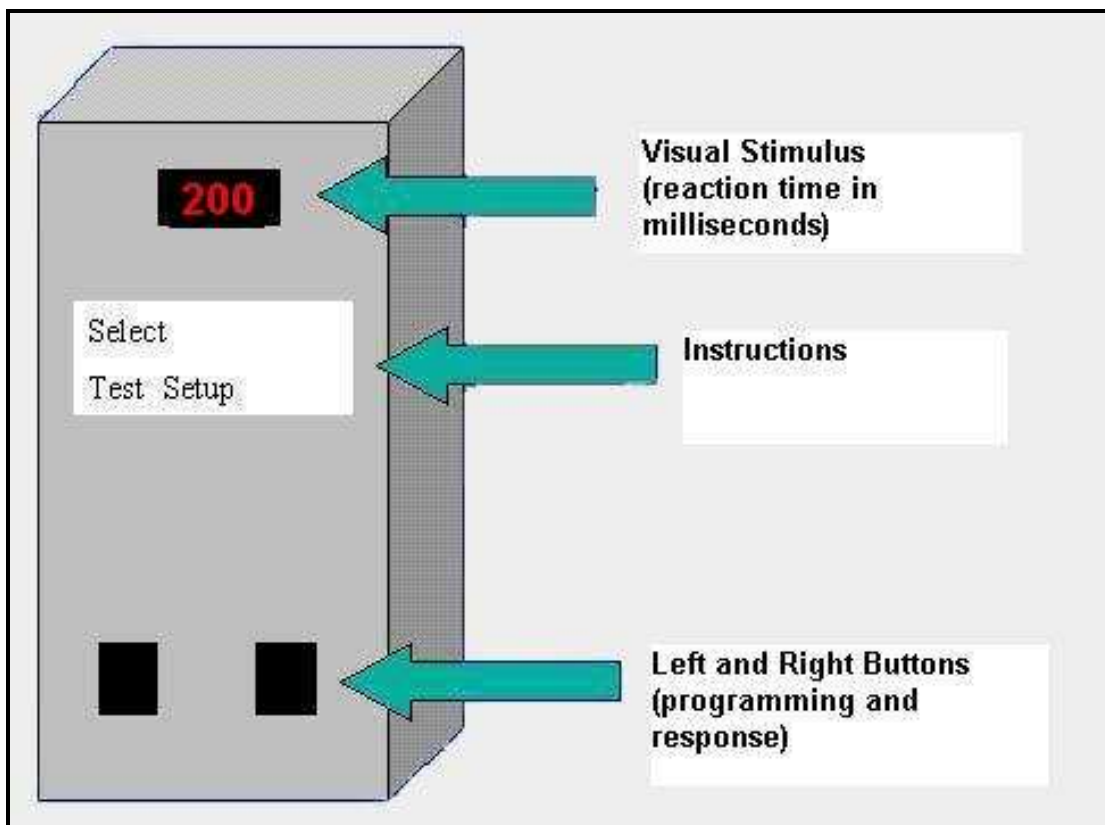 200
Visual Stimulus
(reaction time in
milliseconds)
Select
Test Setup
Instructions
Left and Right Buttons
(programming and
response)